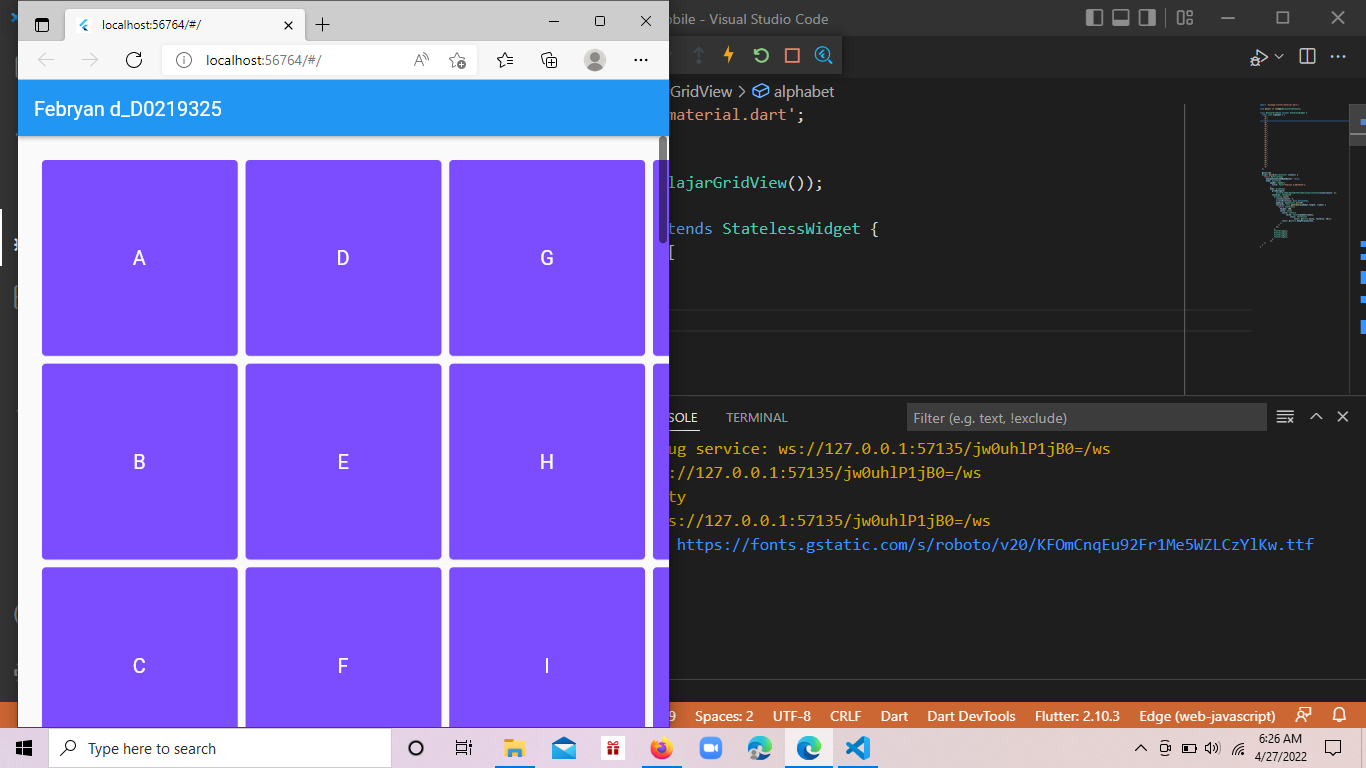 localhost:56764/#/
localhost:56764/#/
Febryan d_D0219325
A
D
G
B
E
H
C
F
I
bile - Visual Studio Code
GridView > alphabet
material.dart';
lajarGridView());
tends StatelessWidget {
[
SOLE
TERMINAL
Filter (e.g. text, !exclude)
ug service: ws://127.0.0.1:57135/jw0uhlP1jB0=/ws
://127.0.0.1:57135/jw0uhlP1jB0=/ws
ty
s://127.0.0.1:57135/jw0uhlP1jB0=/ws
https://fonts.gstatic.com/s/roboto/v20/KFOmCnqEu92Fr1Me5WZLCzYlKw.ttf
9 Spaces: 2 UTF-8 CRLF Dart Dart DevTools Flutter: 2.10.3 Edge (web-javascript)
Type here to search
6:26 AM
4/27/2022